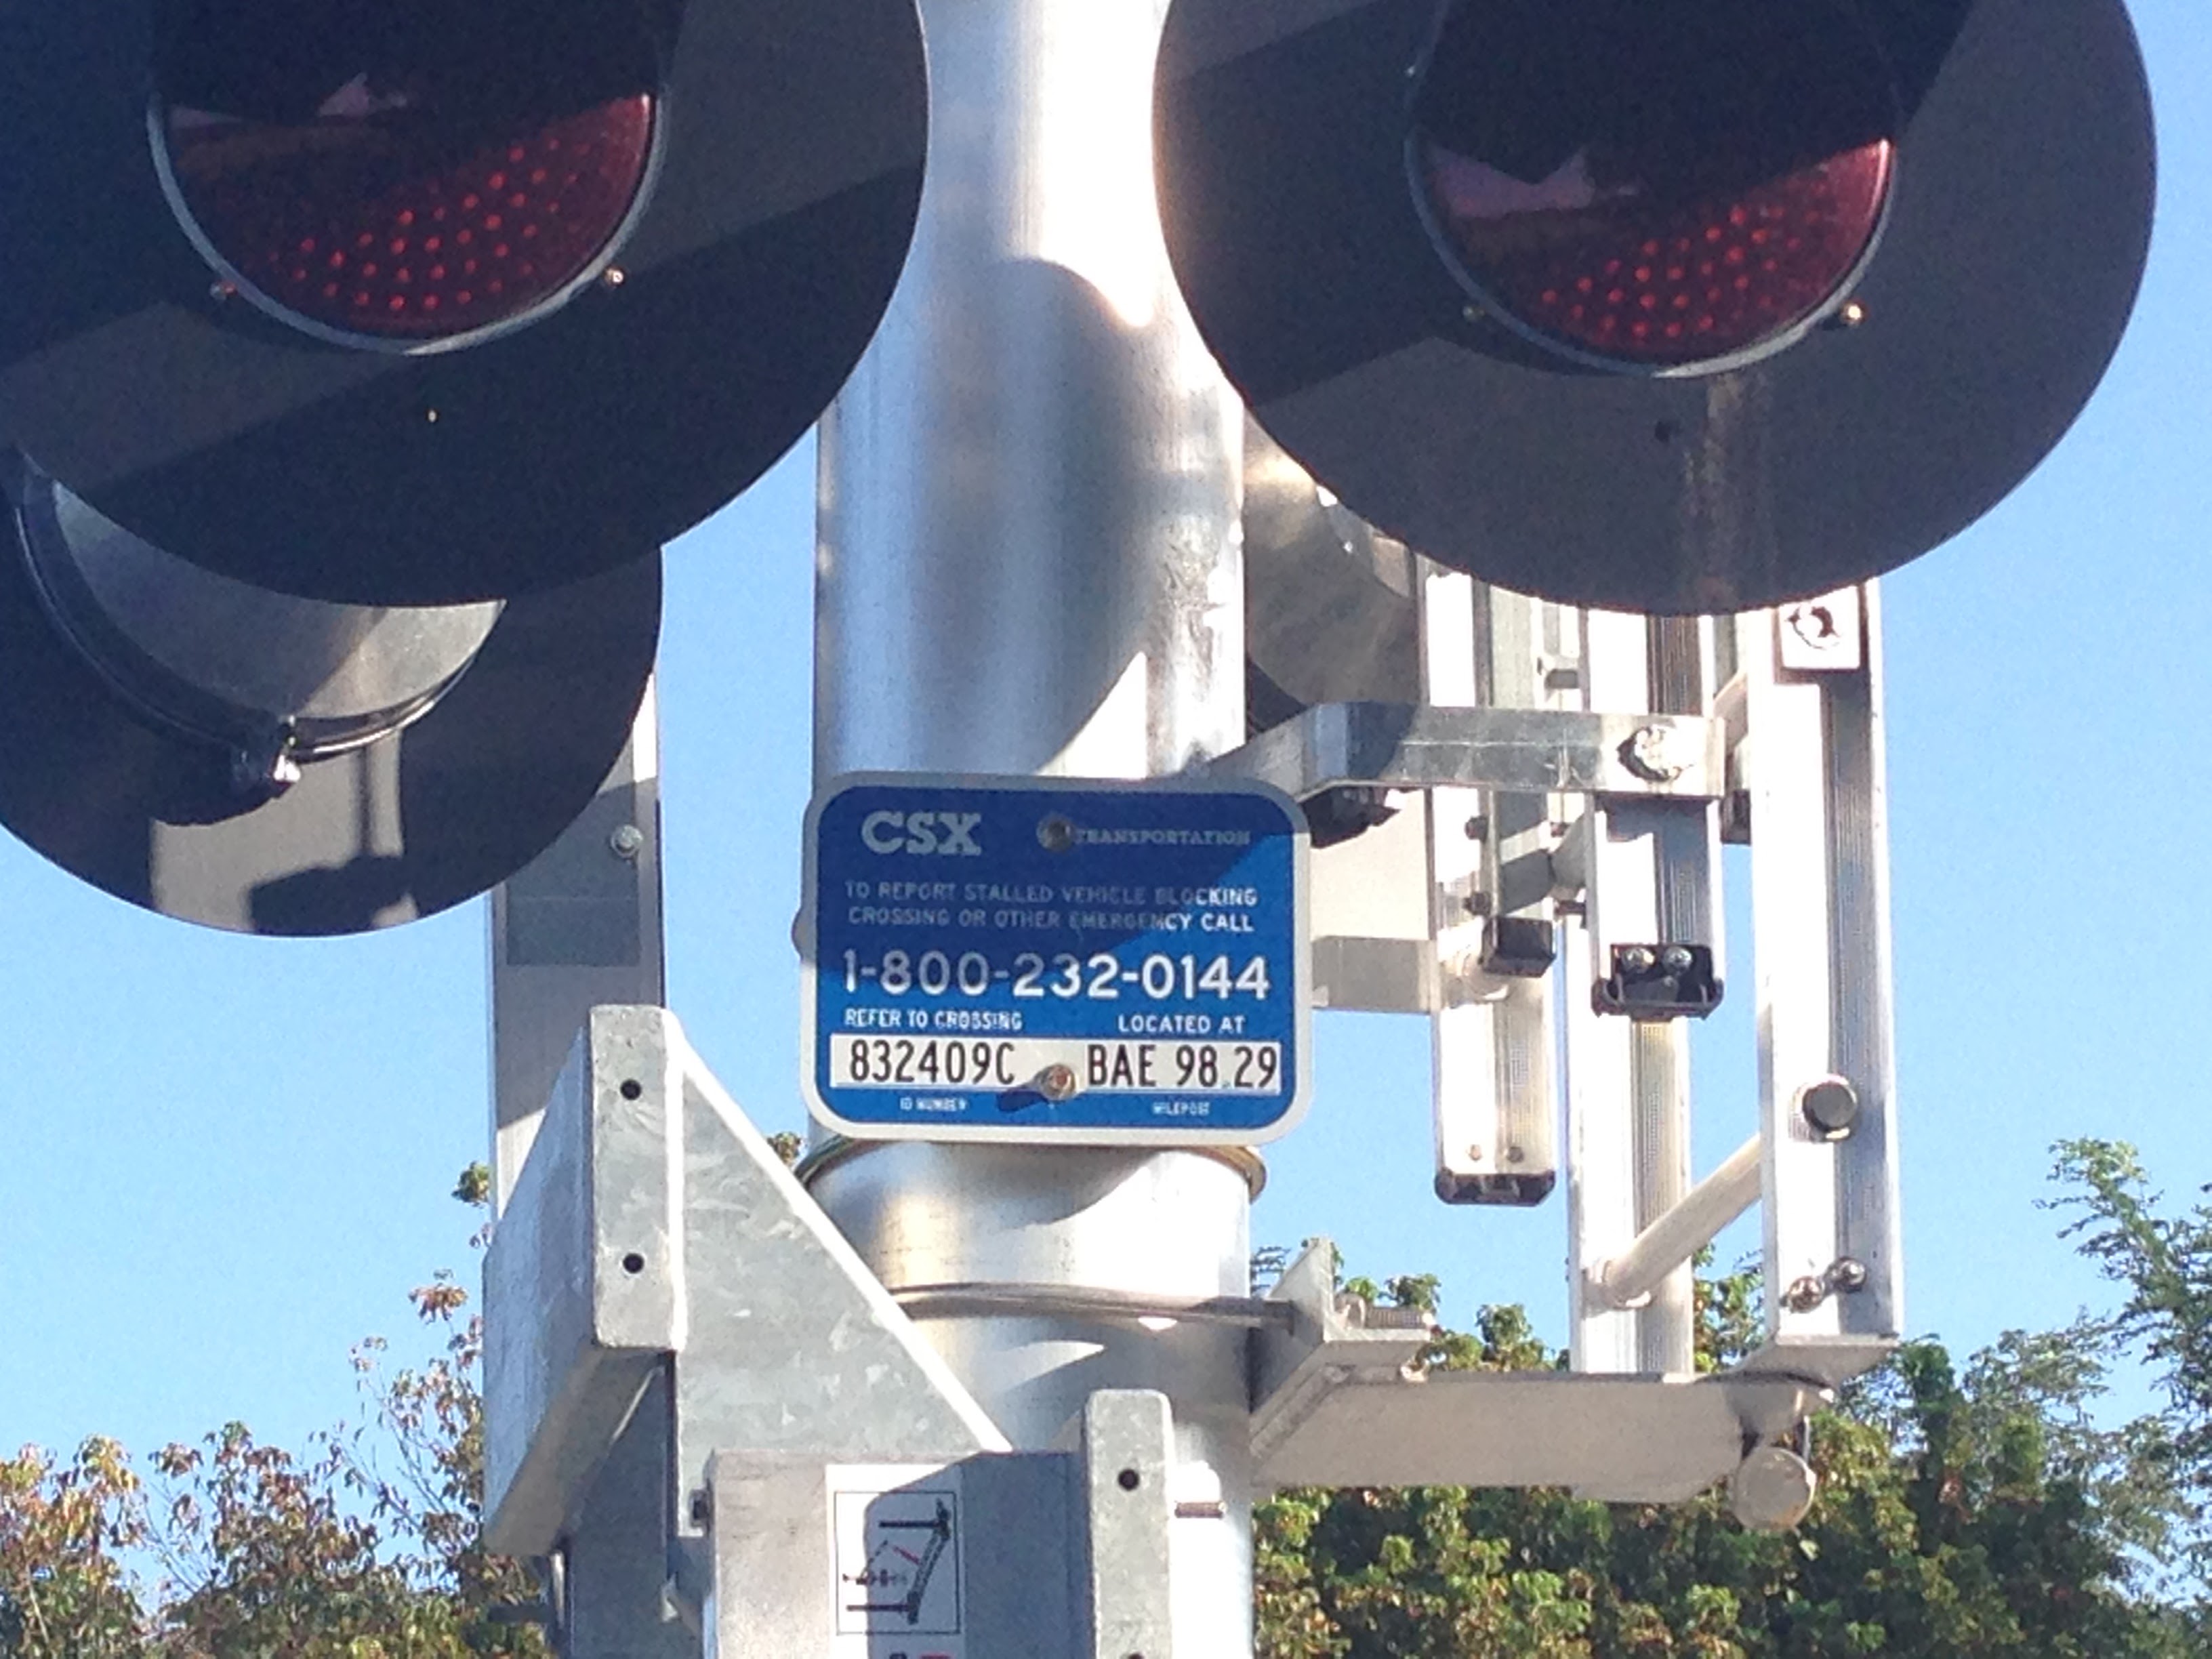 CSX TRANSPORTATION
TO REPORT STALLED VEHICLE BLOCKING
CROSSING OR OTHER EMERGENCY CALL
1-800-232-0144
REFER TO CROSSING LOCATED AT
832409C BAE 98.29
ID NUMBER MILEPOST